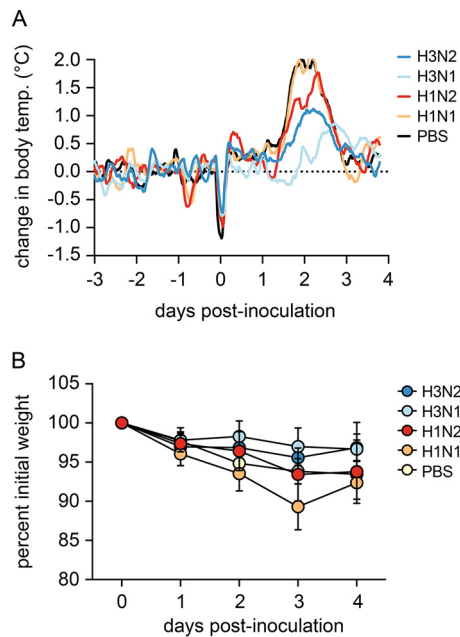 A
change in body temp. (°C)
2.0
1.5
1.0
0.5
0.0
-0.5
-1.0
-1.5
-3 -2 -1 0 1 2 3 4
days post-inoculation
H3N2
H3N1
H1N2
H1N1
PBS
B
percent initial weight
105
100
95
90
85
80
0 1 2 3 4
days post-inoculation
H3N2
H3N1
H1N2
H1N1
PBS